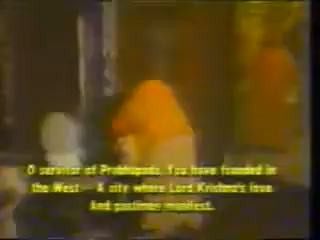 O servitor of Prabhupada. You have founded in
the West — A city where Lord Krishna's love
And pastimes manifest.